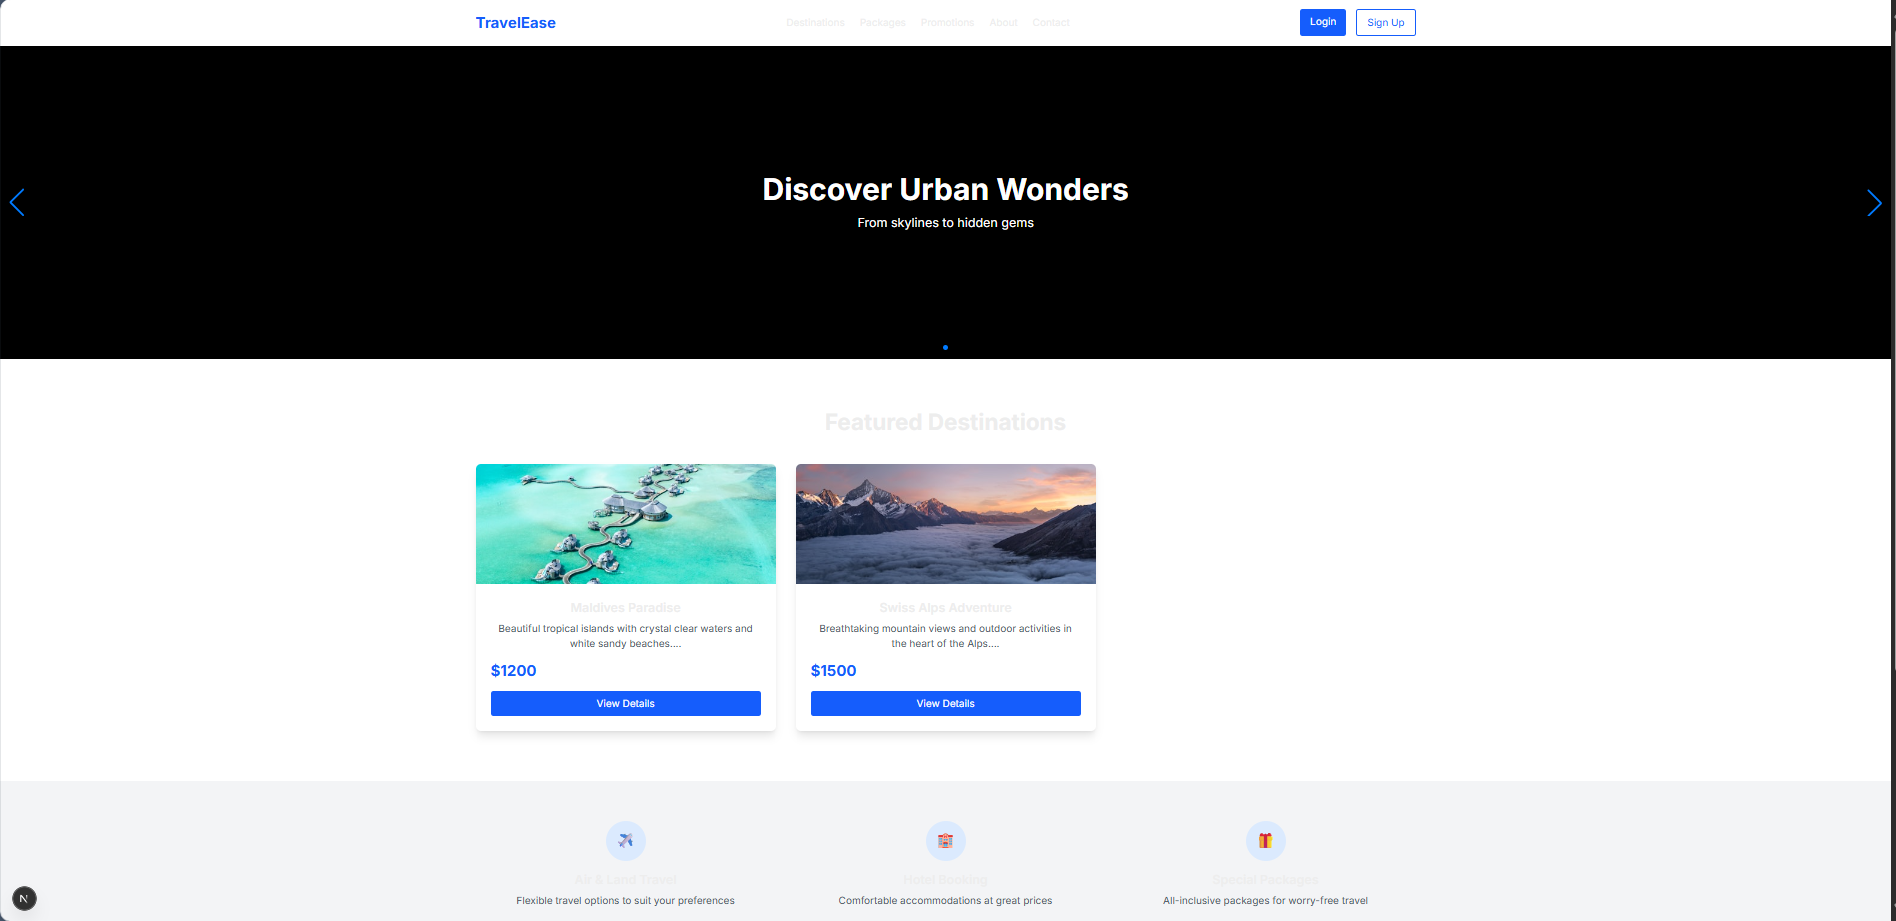 TravelEase
Destinations Packages Promotions About Contact
Login
Sign Up
Discover Urban Wonders
From skylines to hidden gems
Featured Destinations
Maldives Paradise
Beautiful tropical islands with crystal clear waters and
white sandy beaches....
$1200
View Details
Swiss Alps Adventure
Breathtaking mountain views and outdoor activities in
the heart of the Alps....
$1500
View Details
Air & Land Travel
Flexible travel options to suit your preferences
Hotel Booking
Comfortable accommodations at great prices
Special Packages
All-inclusive packages for worry-free travel
N